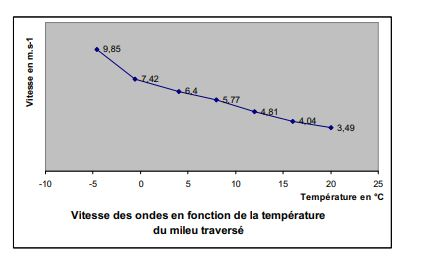 Vitesse en m.s-1
9,85
7,42
6,4
5,77
4,81
4,04
3,49
-10 -5 0 5 10 15 20 25
Température en °C
Vitesse des ondes en fonction de la température
du mileu traversé